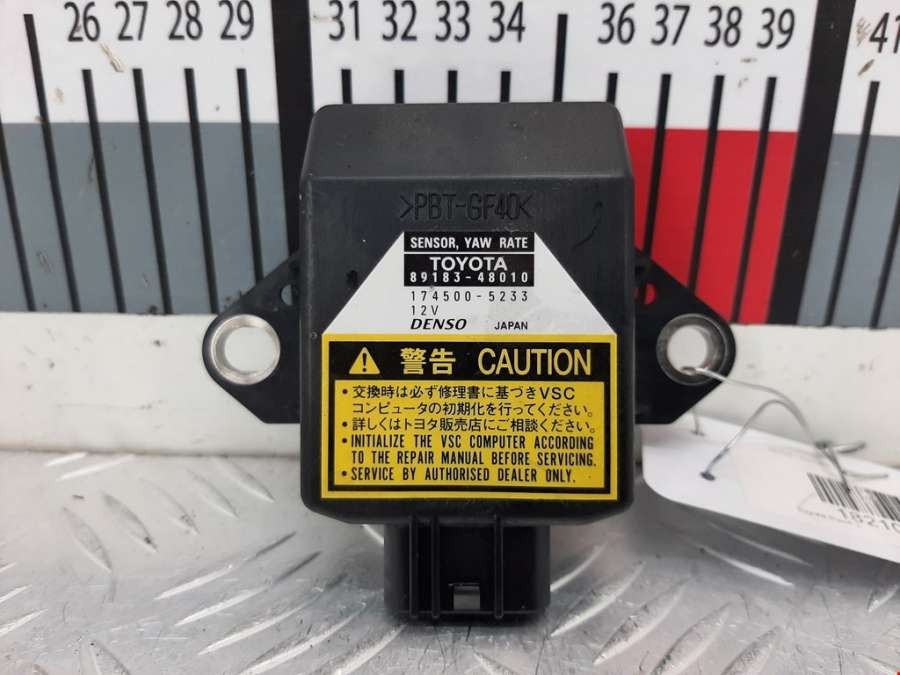 26 27 28 29 31 32 33 34 36 37 38 39 41
>PBT-GF40<
SENSOR, YAW RATE
TOYOTA
89183-48010
174500-5233
12V
DENSO JAPAN
警告 CAUTION
・交換時は必ず修理書に基づきVSC
コンピュータの初期化を行ってください。
・詳しくはトヨタ販売店にご相談ください。
・INITIALIZE THE VSC COMPUTER ACCORDING
TO THE REPAIR MANUAL BEFORE SERVICING.
・SERVICE BY AUTHORISED DEALER ONLY.